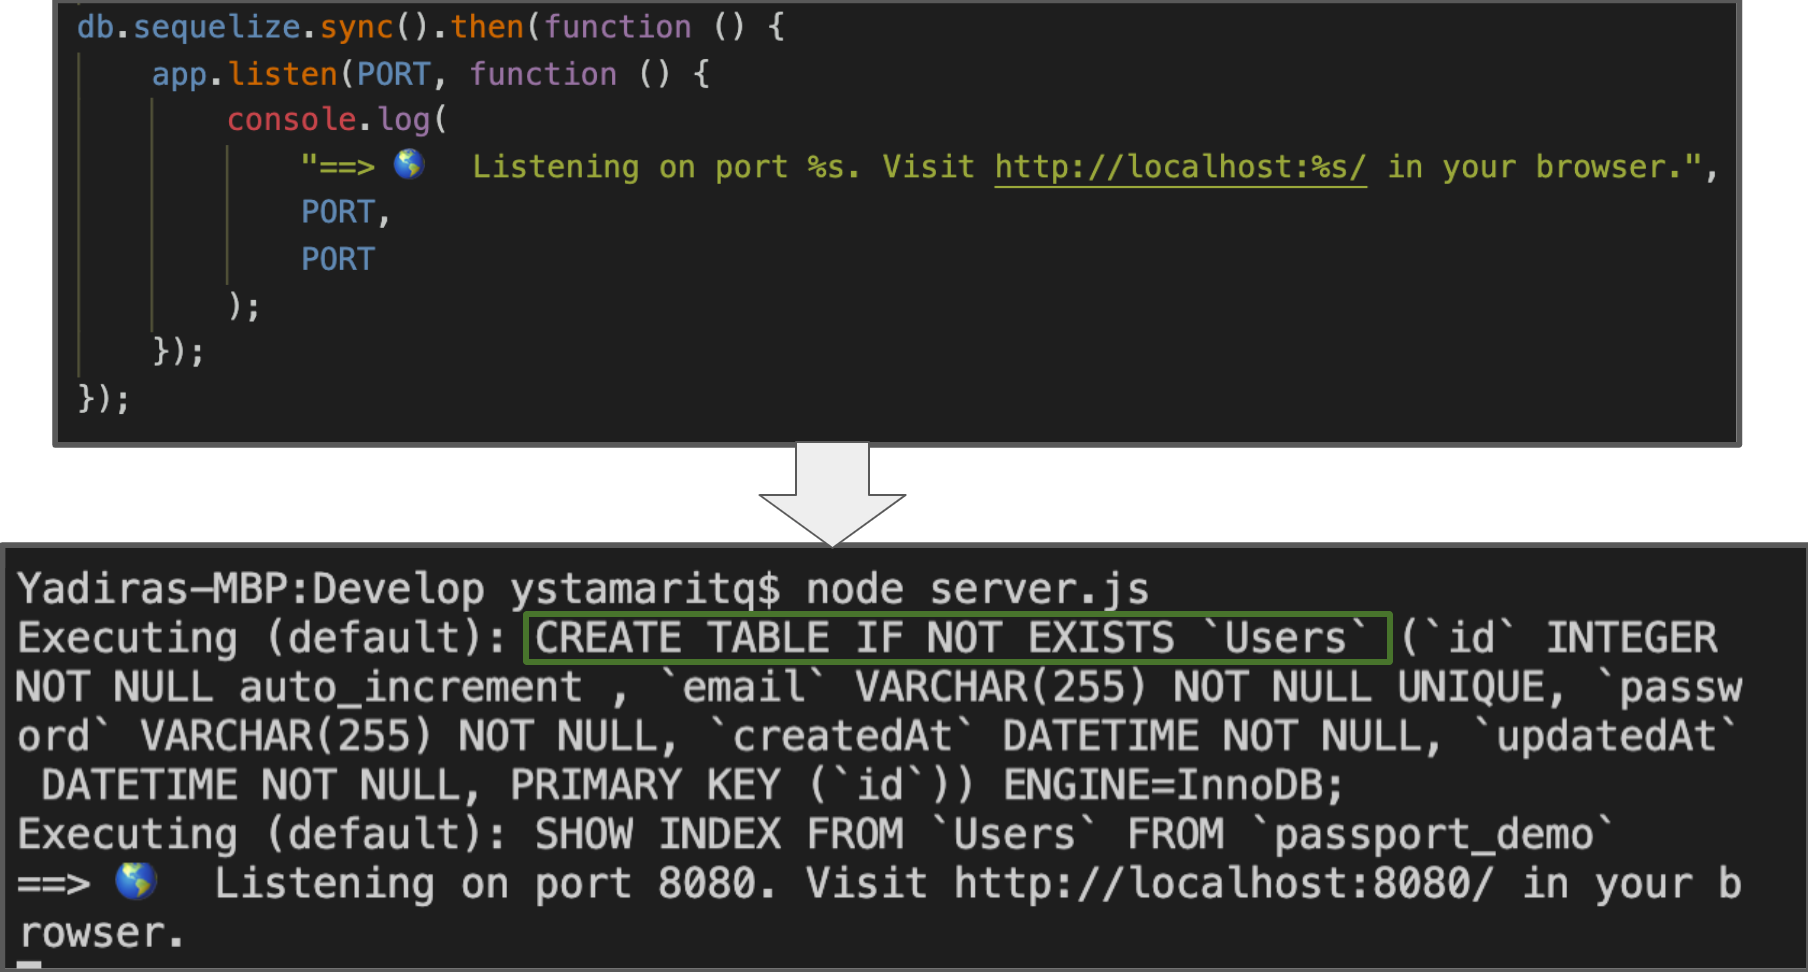 db.sequelize.sync().then(function () {
    app.listen(PORT, function () {
        console.log(
            "==> 🌎  Listening on port %s. Visit http://localhost:%s/ in your browser.",
            PORT,
            PORT
        );
    });
});
Yadiras-MBP:Develop ystamaritq$ node server.js
Executing (default): CREATE TABLE IF NOT EXISTS `Users` (`id` INTEGER
NOT NULL auto_increment , `email` VARCHAR(255) NOT NULL UNIQUE, `passw
ord` VARCHAR(255) NOT NULL, `createdAt` DATETIME NOT NULL, `updatedAt`
 DATETIME NOT NULL, PRIMARY KEY (`id`)) ENGINE=InnoDB;
Executing (default): SHOW INDEX FROM `Users` FROM `passport_demo`
==> 🌎  Listening on port 8080. Visit http://localhost:8080/ in your b
rowser.